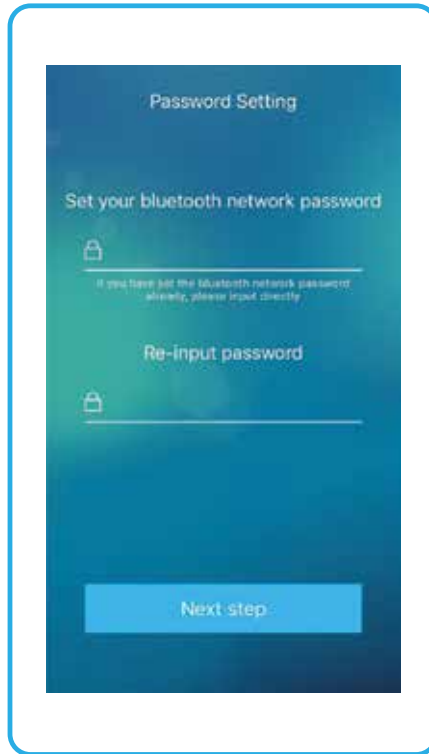 Password Setting
Set your bluetooth network password
If you have set the bluetooth network password
already, please input directly
Re-input password
Next step